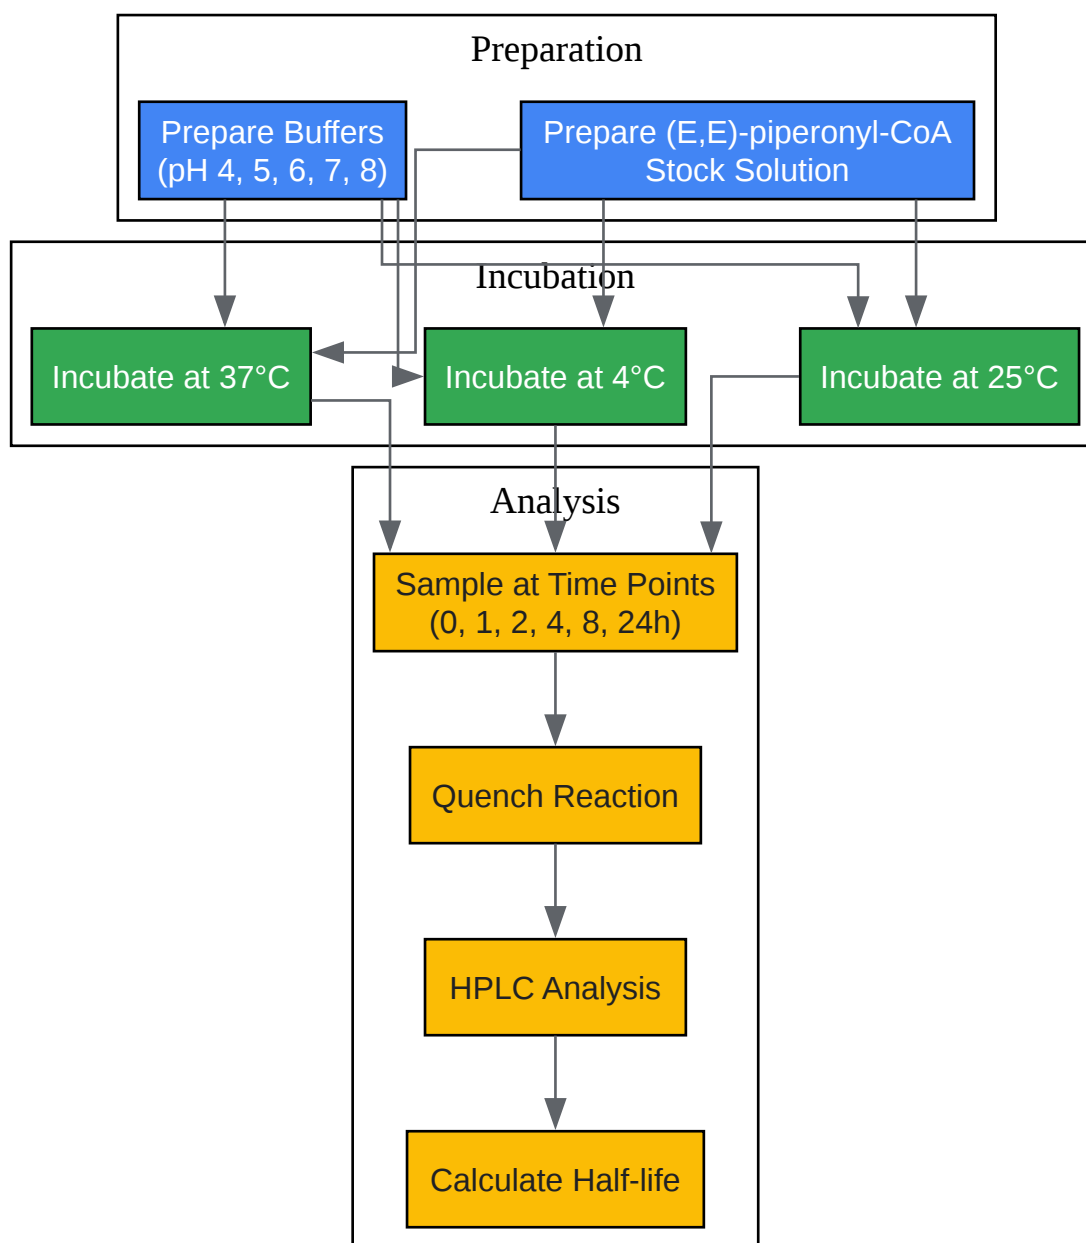 Preparation
Prepare Buffers
(pH 4, 5, 6, 7, 8)
Prepare (E,E)-piperonyl-CoA
Stock Solution
Incubation
Incubate at 37°C
Incubate at 4°C
Incubate at 25°C
Analysis
Sample at Time Points
(0, 1, 2, 4, 8, 24h)
Quench Reaction
HPLC Analysis
Calculate Half-life